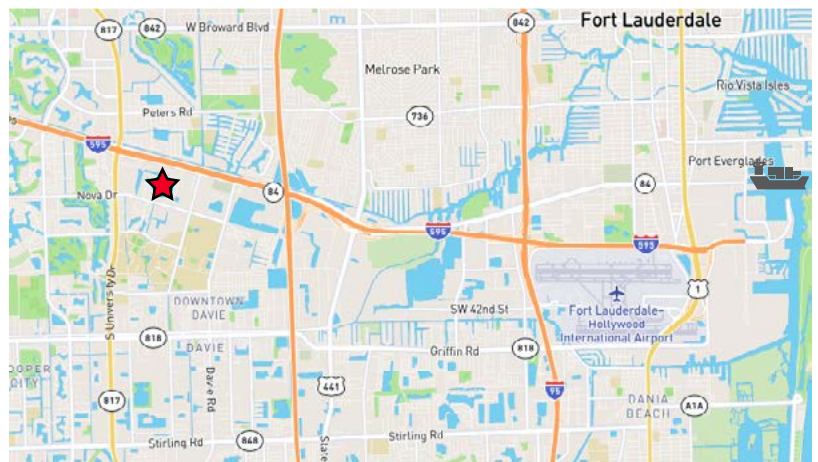 Fort Lauderdale
842
817
842
W Broward Blvd
Melrose Park
Rio Vista Isles
Peters Rd
736
595
Port Everglades
84
84
Nova Dr
595
595
S University Dr
1
DOWNTOWN
DAVIE
SW 42nd St
Fort Lauderdale-
Hollywood
International Airport
818
DAVIE
Griffin Rd
818
OOPER
CITY
Davie Rd
441
95
817
DANIA
BEACH
A1A
Stirling Rd
848
State
Stirling Rd